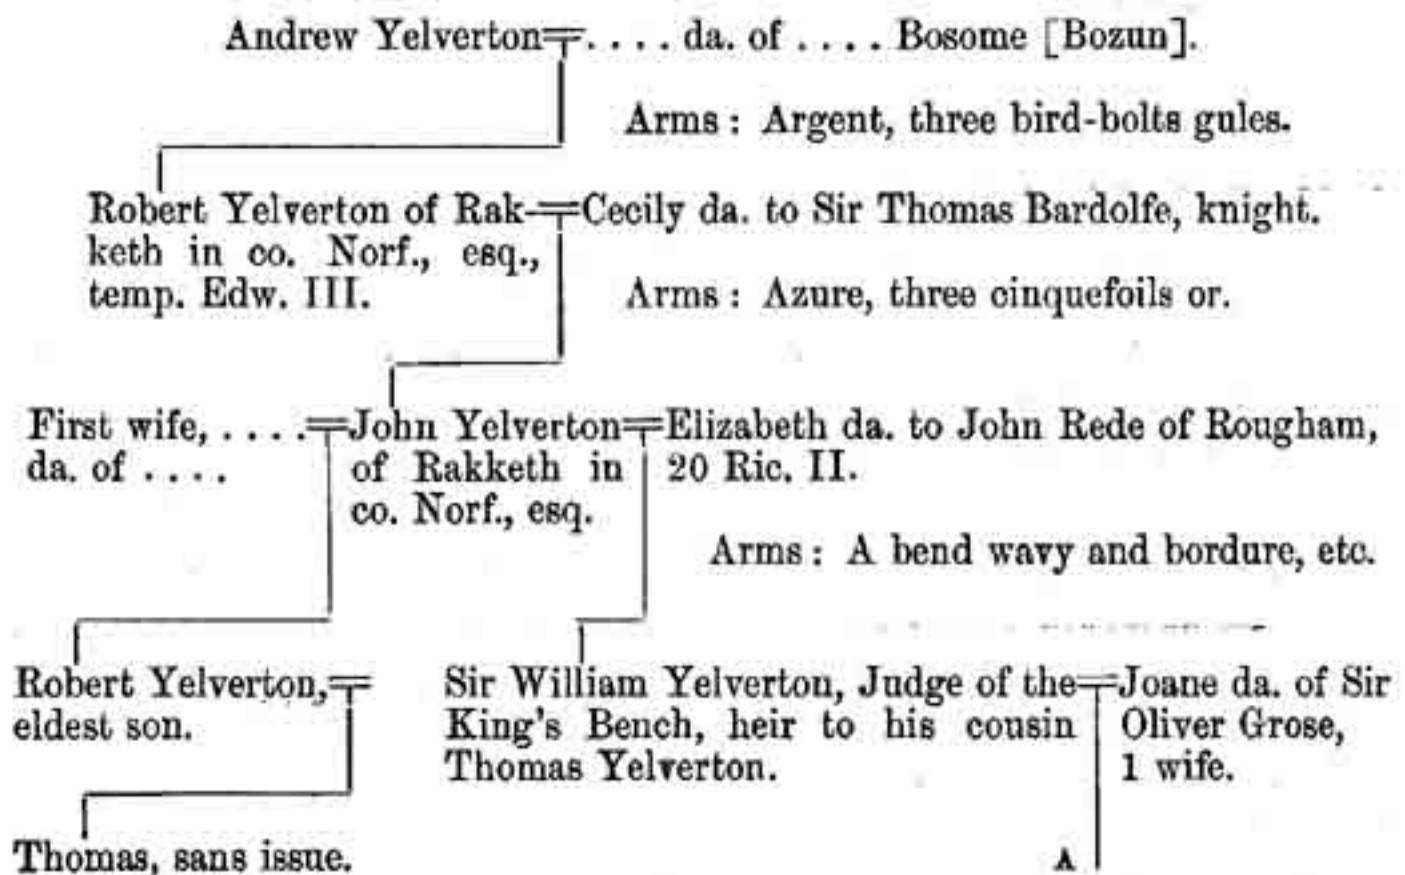 Andrew Yelverton=.... da. of .... Bosome [Bozun].
Arms: Argent, three bird-bolts gules.
Robert Yelverton of Rak-=Cecily da. to Sir Thomas Bardolfe, knight.
keth in co. Norf., esq.,
temp. Edw. III.
Arms: Azure, three cinquefoils or.
First wife, ....=John Yelverton=Elizabeth da. to John Rede of Rougham,
da. of .... of Rakketh in 20 Ric. II.
co. Norf., esq.
Arms: A bend wavy and bordure, etc.
Robert Yelverton,=
eldest son.
Sir William Yelverton, Judge of the=Joane da. of Sir
King's Bench, heir to his cousin Oliver Grose,
Thomas Yelverton. 1 wife.
Thomas, sans issue.
A